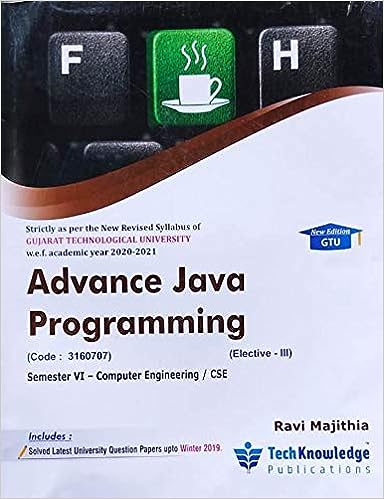 F
H
Strictly as per the New Revised Syllabus of
GUJARAT TECHNOLOGICAL UNIVERSITY
w.e.f. academic year 2020-2021
New Edition
GTU
Advance Java
Programming
(Code : 3160707) (Elective - III)
Semester VI – Computer Engineering / CSE
Ravi Majithia
Includes :
Solved Latest University Question Papers upto Winter 2019.
TechKnowledge™
Publications